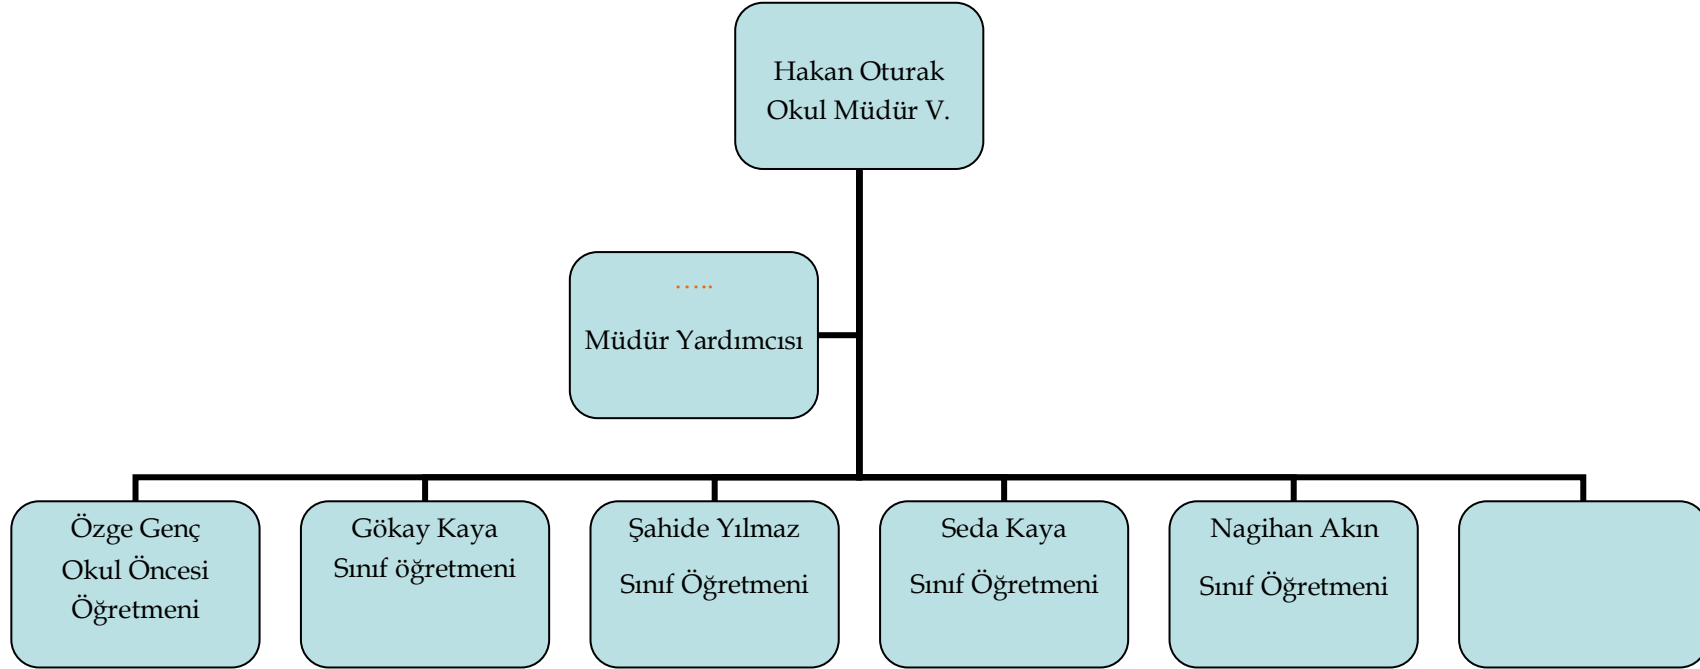 Hakan Oturak
Okul Müdür V.
…..
Müdür Yardımcısı
Özge Genç
Okul Öncesi
Öğretmeni
Gökay Kaya
Sınıf öğretmeni
Şahide Yılmaz
Sınıf Öğretmeni
Seda Kaya
Sınıf Öğretmeni
Nagihan Akın
Sınıf Öğretmeni